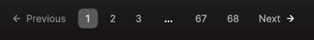 ← Previous 1 2 3 ... 67 68 Next →